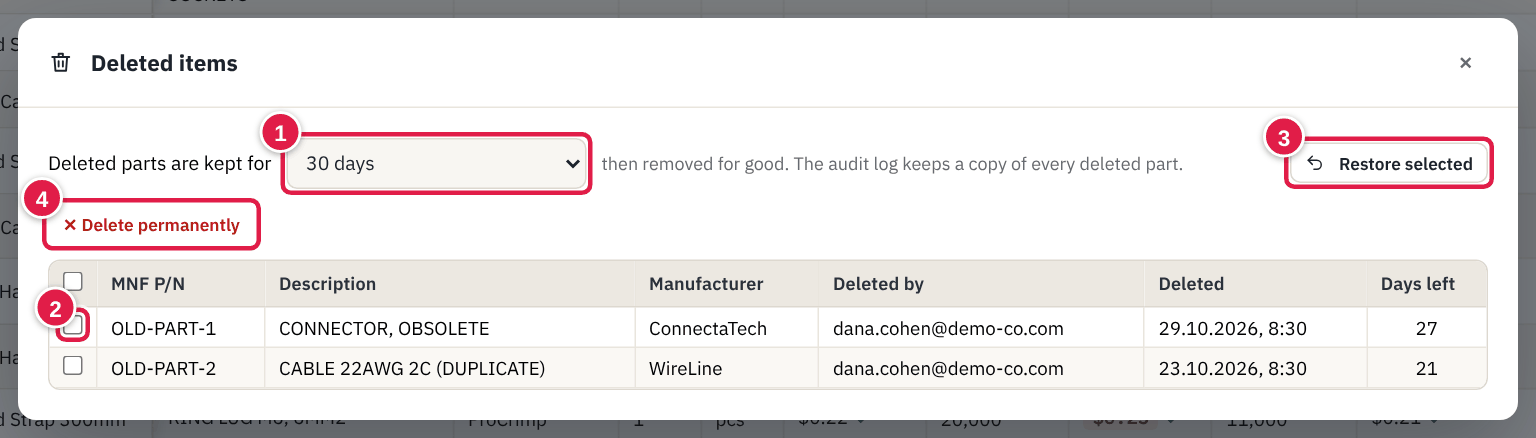 Deleted items
×
1
3
Deleted parts are kept for 30 days then removed for good. The audit log keeps a copy of every deleted part. Restore selected
4
× Delete permanently
MNF P/N Description Manufacturer Deleted by Deleted Days left
2
OLD-PART-1 CONNECTOR, OBSOLETE ConnectaTech dana.cohen@demo-co.com 29.10.2026, 8:30 27
OLD-PART-2 CABLE 22AWG 2C (DUPLICATE) WireLine dana.cohen@demo-co.com 23.10.2026, 8:30 21